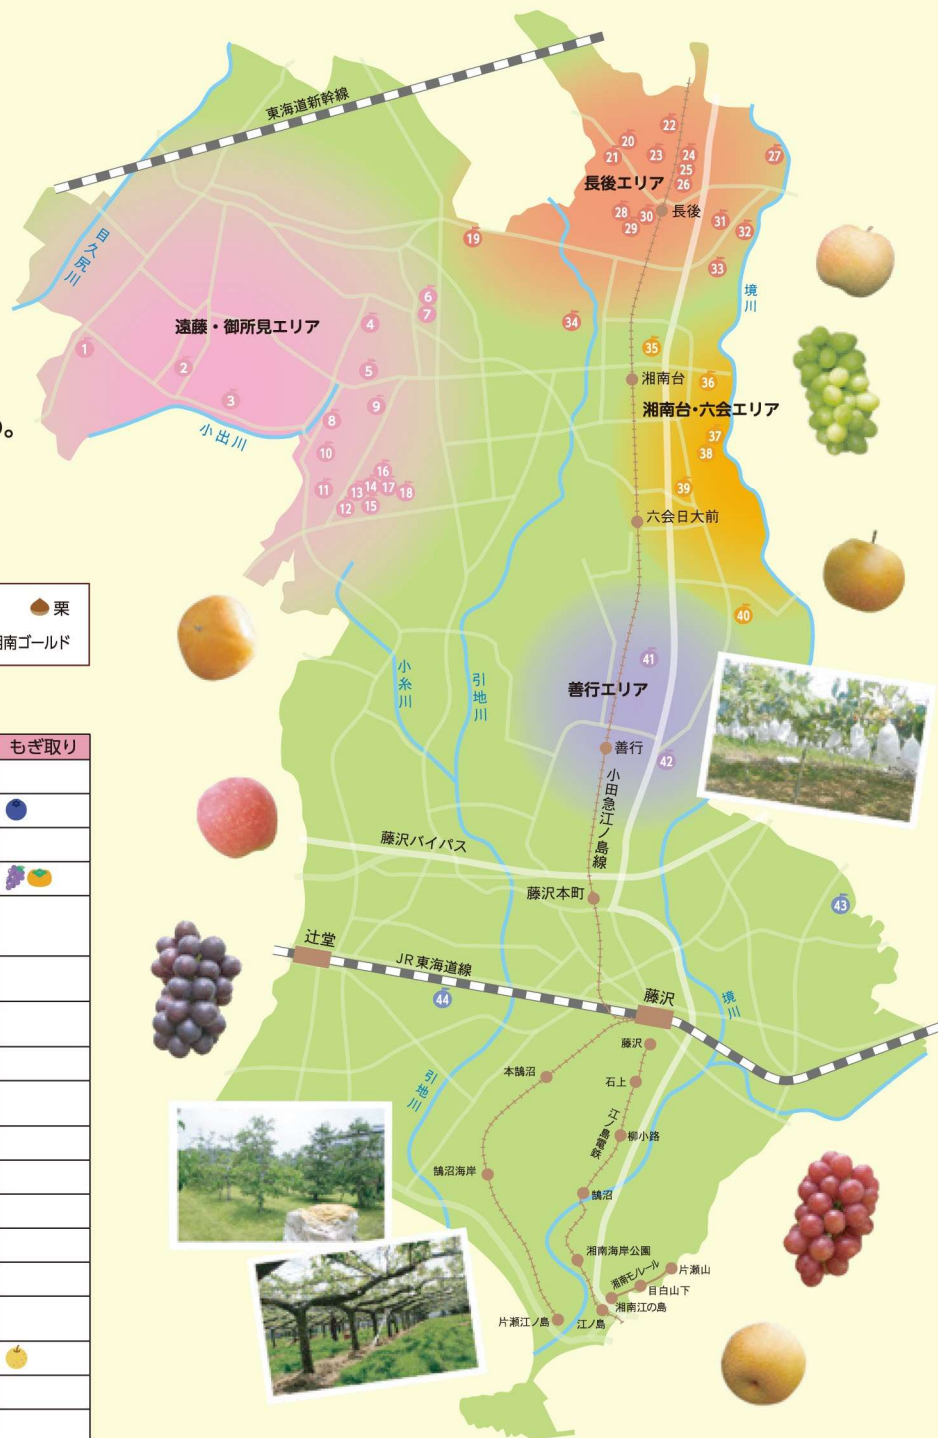 東海道新幹線
22
20
21
23
24
25
26
27
長後エリア
28
29
30
長後
31
32
33
19
目久尻川
境川
6
7
遠藤・御所見エリア
4
34
1
2
5
35
湘南台
36
3
9
湘南台・六会エリア
8
小出川
37
38
10
。
16
11
13
14
17
18
12
15
39
六会日大前
栗
南ゴールド
40
41
小糸川
引地川
善行エリア
もぎ取り
善行
42
小田急江ノ島線
藤沢バイパス
藤沢本町
43
辻堂
JR東海道線
44
藤沢
境川
藤沢
本鵠沼
石上
引地川
江ノ島電鉄
柳小路
鵠沼海岸
鵠沼
湘南海岸公園
湘南モノレール
片瀬山
目白山下
湘南江の島
片瀬江ノ島
江ノ島